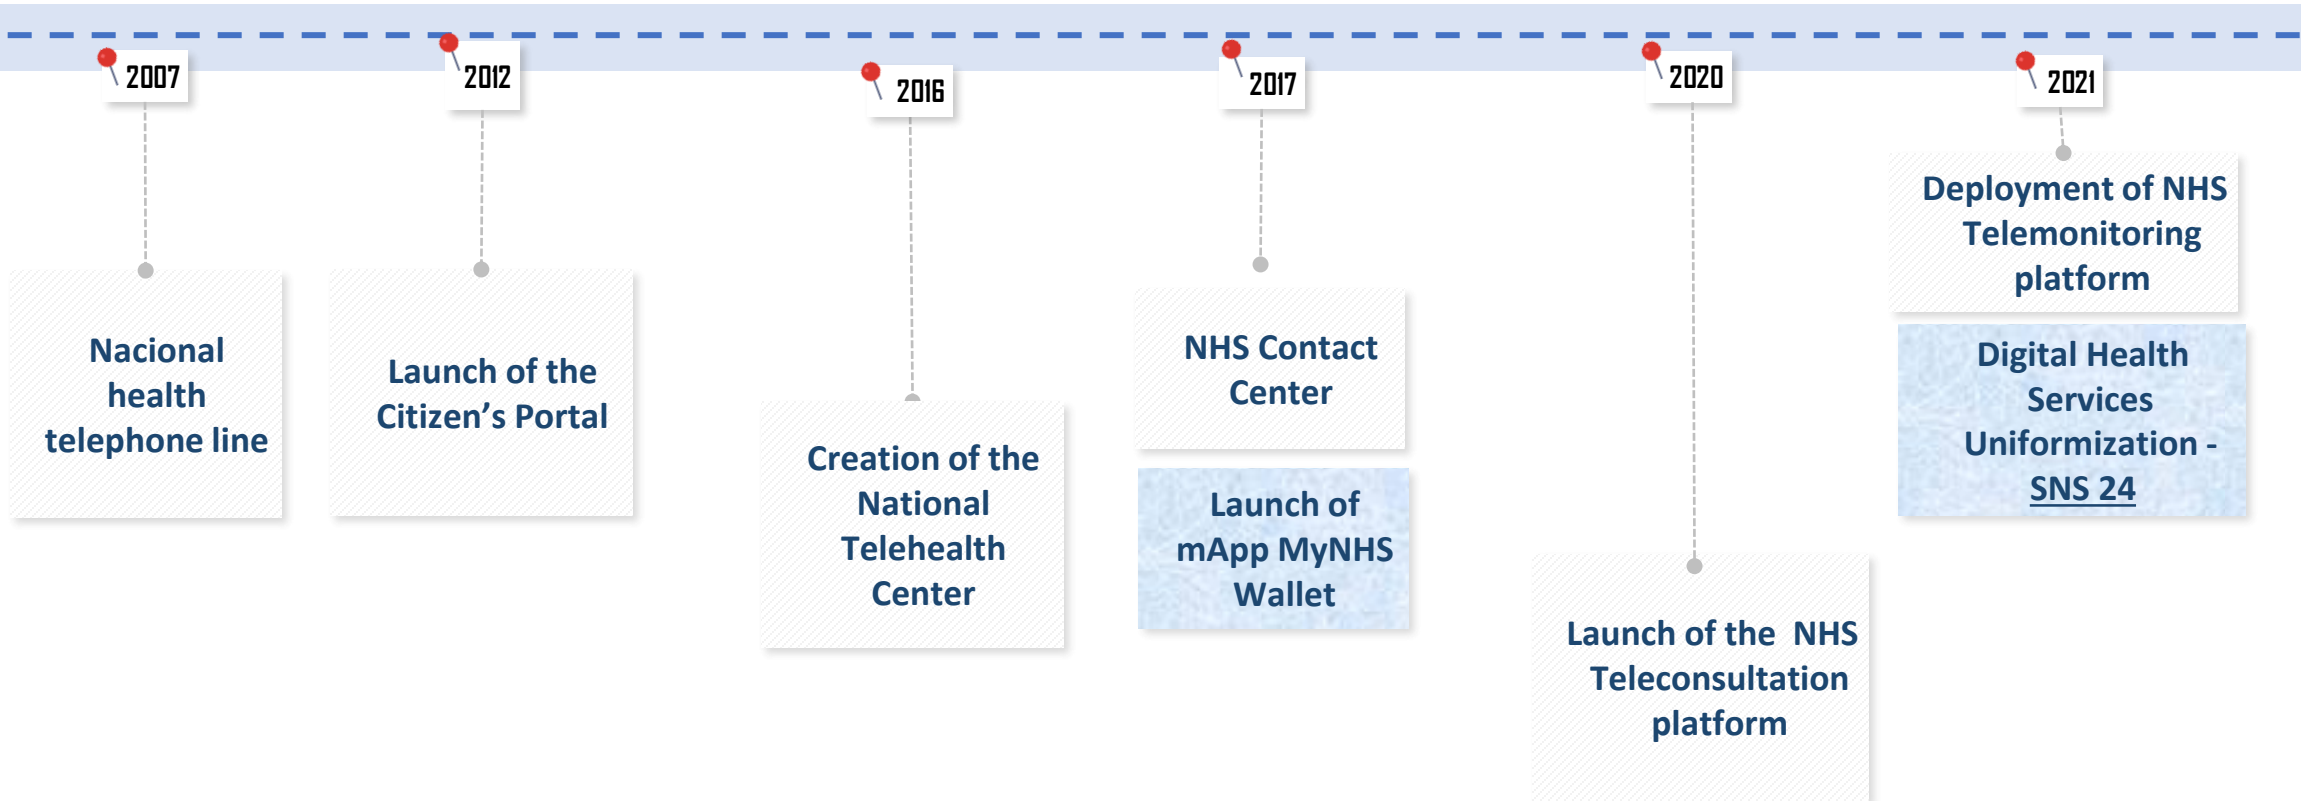 2007
Nacional
health
telephone line
2012
Launch of the
Citizen’s Portal
2016
Creation of the
National
Telehealth
Center
2017
NHS Contact
Center
Launch of
mApp MyNHS
Wallet
2020
Launch of the  NHS
Teleconsultation
platform
2021
Deployment of NHS
Telemonitoring
platform
Digital Health
Services
Uniformization -
SNS 24